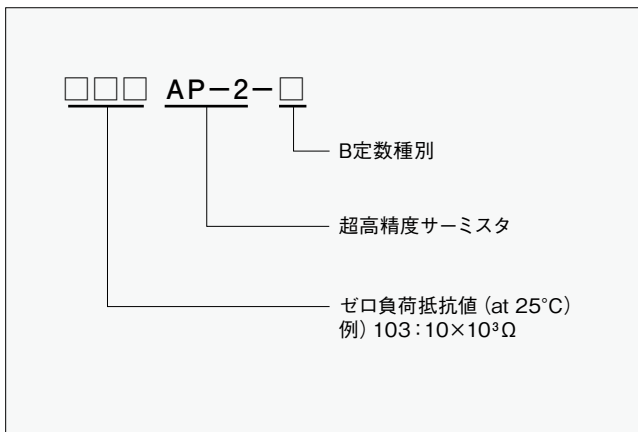 □□□ AP−2−□
B定数種別
超高精度サーミスタ
ゼロ負荷抵抗値（at 25°C）
例）103：10×10³Ω